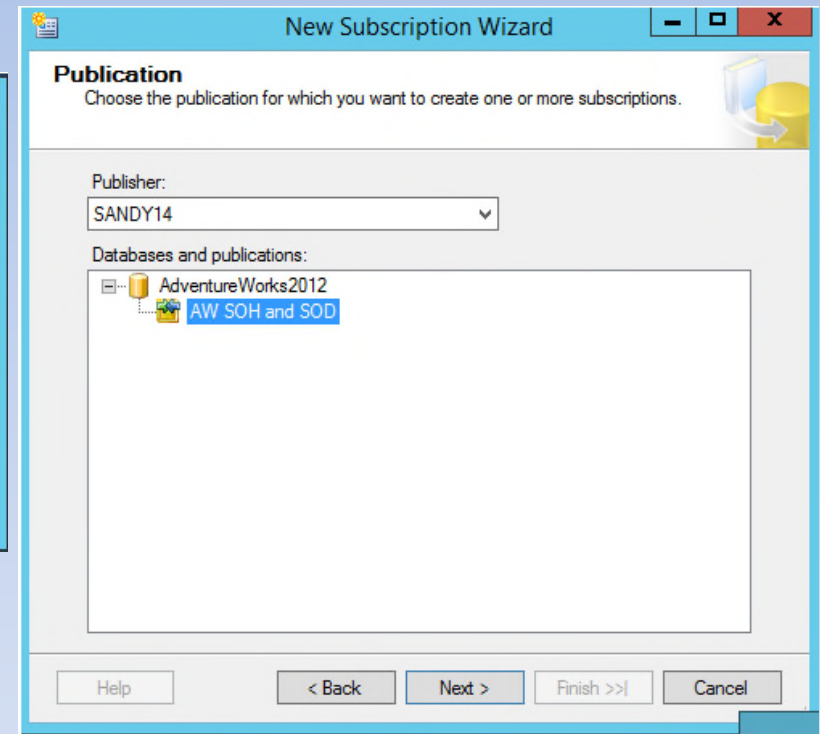 New Subscription Wizard
Publication
Choose the publication for which you want to create one or more subscriptions.
Publisher:
SANDY14
Databases and publications:
AdventureWorks2012
AW SOH and SOD
Help
< Back
Next >
Finish >>|
Cancel